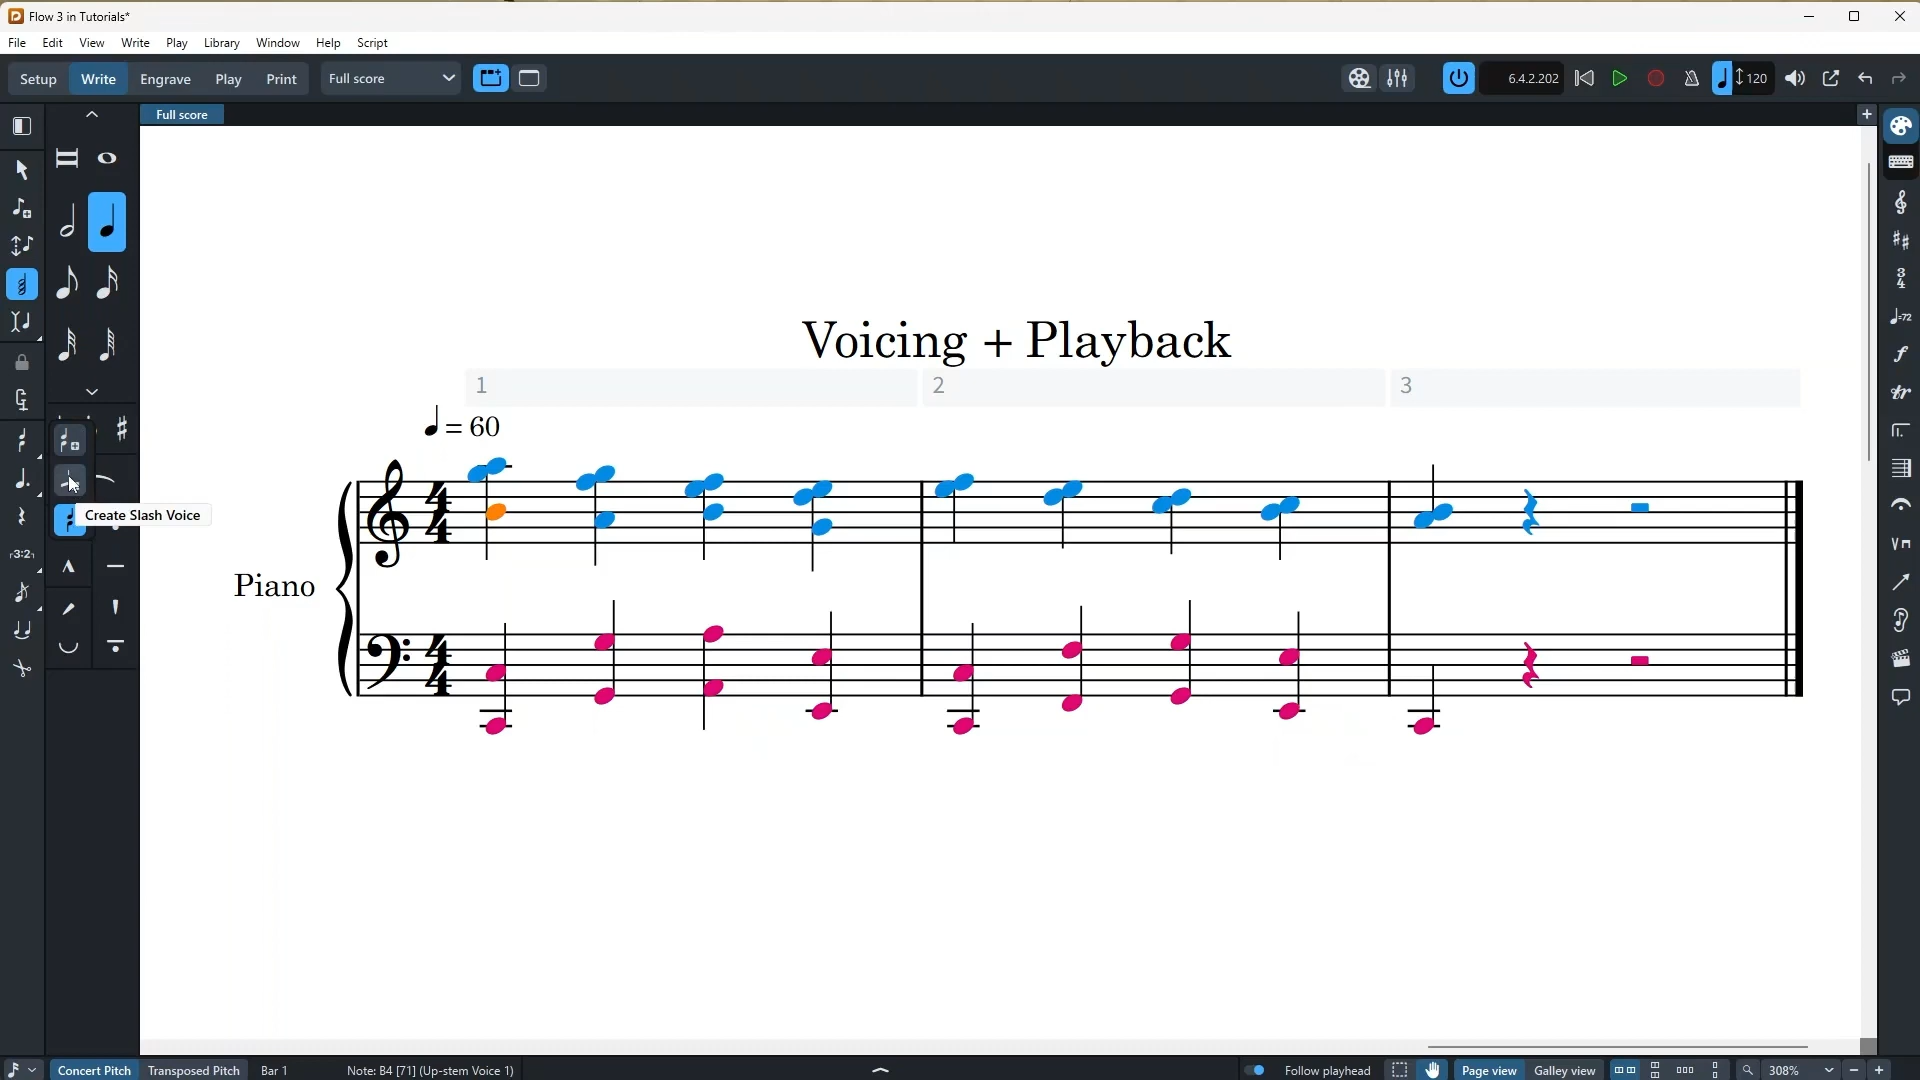 Flow 3 in Tutorials*
File Edit View Write Play Library Window Help Script
Setup Write Engrave Play Print Full score 6.4.2.202 120
Full score
Voicing + Playback
1 2 3
= 60
Create Slash Voice
3:2
Piano
=72
Concert Pitch Transposed Pitch Bar 1 Note: B4 [71] (Up-stem Voice 1) Follow playhead Page view Galley view 308%